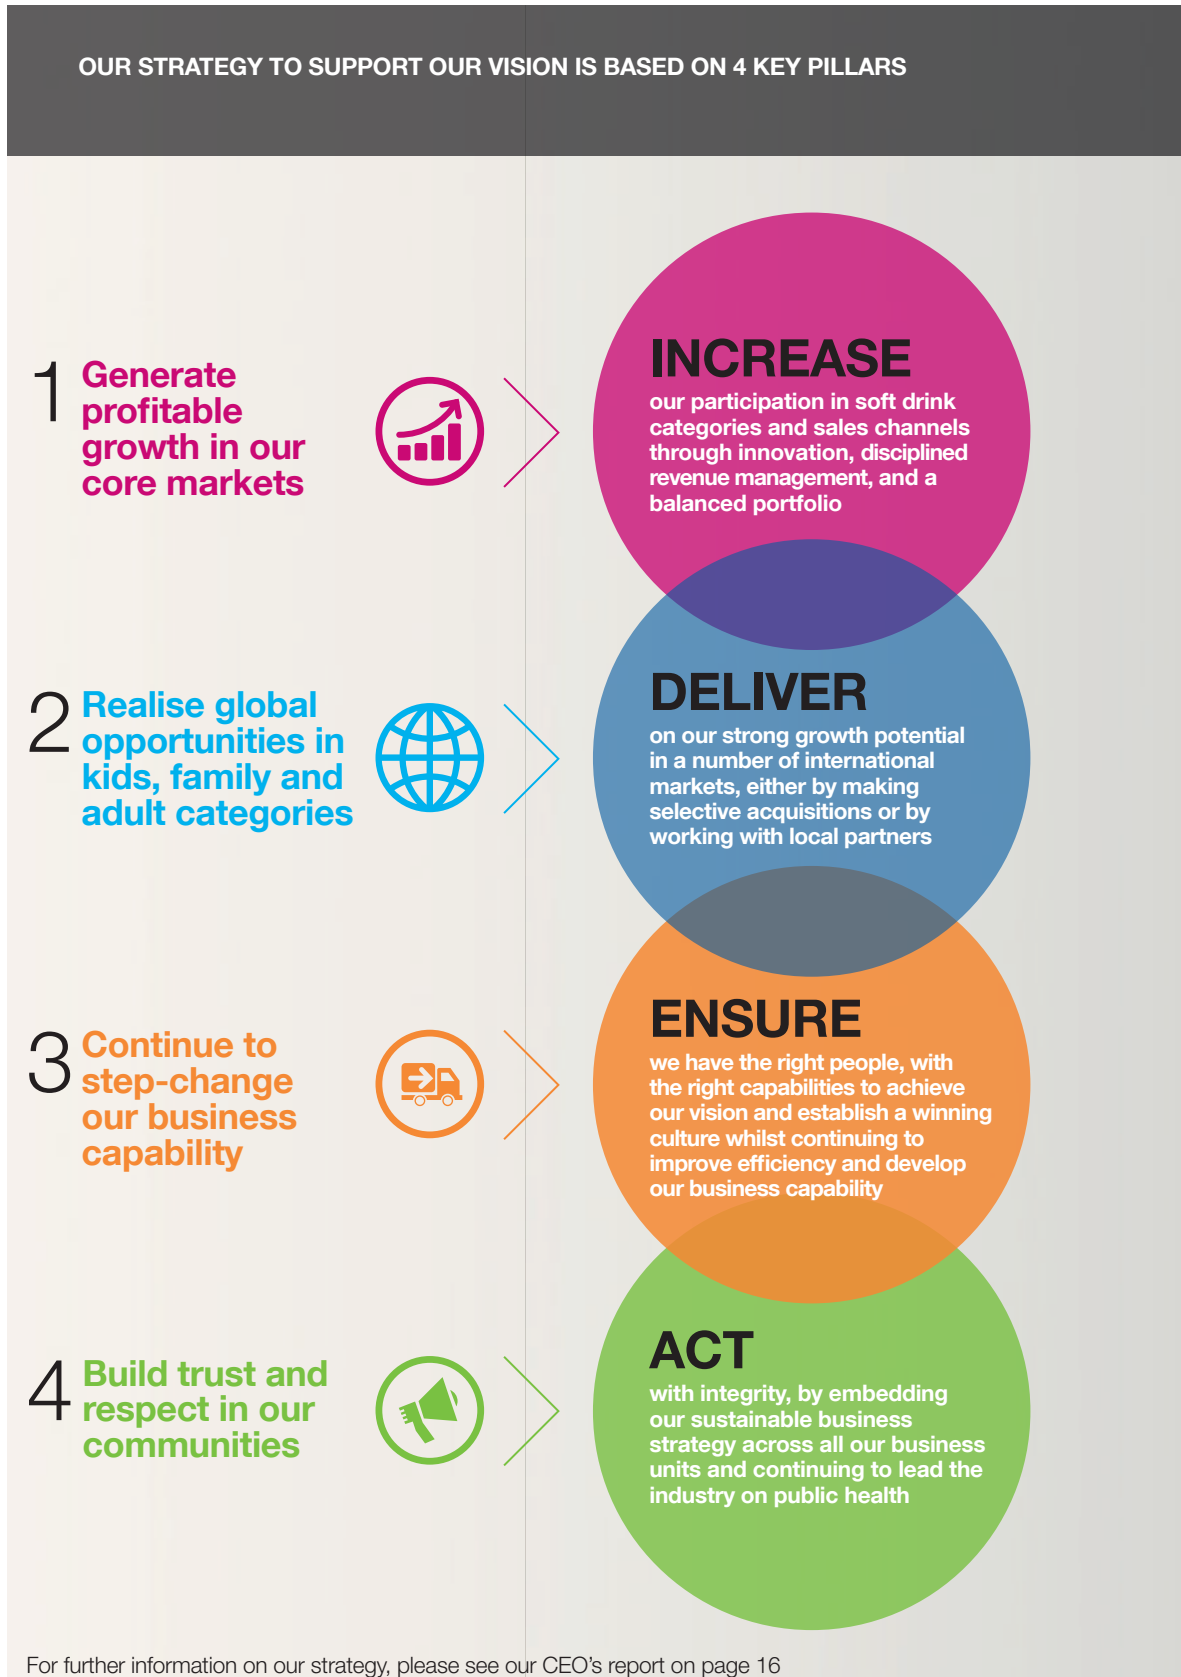 OUR STRATEGY TO SUPPORT OUR VISION IS BASED ON 4 KEY PILLARS
1
Generate
profitable
growth in our
core markets
INCREASE
our participation in soft drink
categories and sales channels
through innovation, disciplined
revenue management, and a
balanced portfolio
2
Realise global
opportunities in
kids, family and
adult categories
DELIVER
on our strong growth potential
in a number of international
markets, either by making
selective acquisitions or by
working with local partners
3
Continue to
step-change
our business
capability
ENSURE
we have the right people, with
the right capabilities to achieve
our vision and establish a winning
culture whilst continuing to
improve efficiency and develop
our business capability
4
Build trust and
respect in our
communities
ACT
with integrity, by embedding
our sustainable business
strategy across all our business
units and continuing to lead the
industry on public health
For further information on our strategy, please see our CEO’s report on page 16